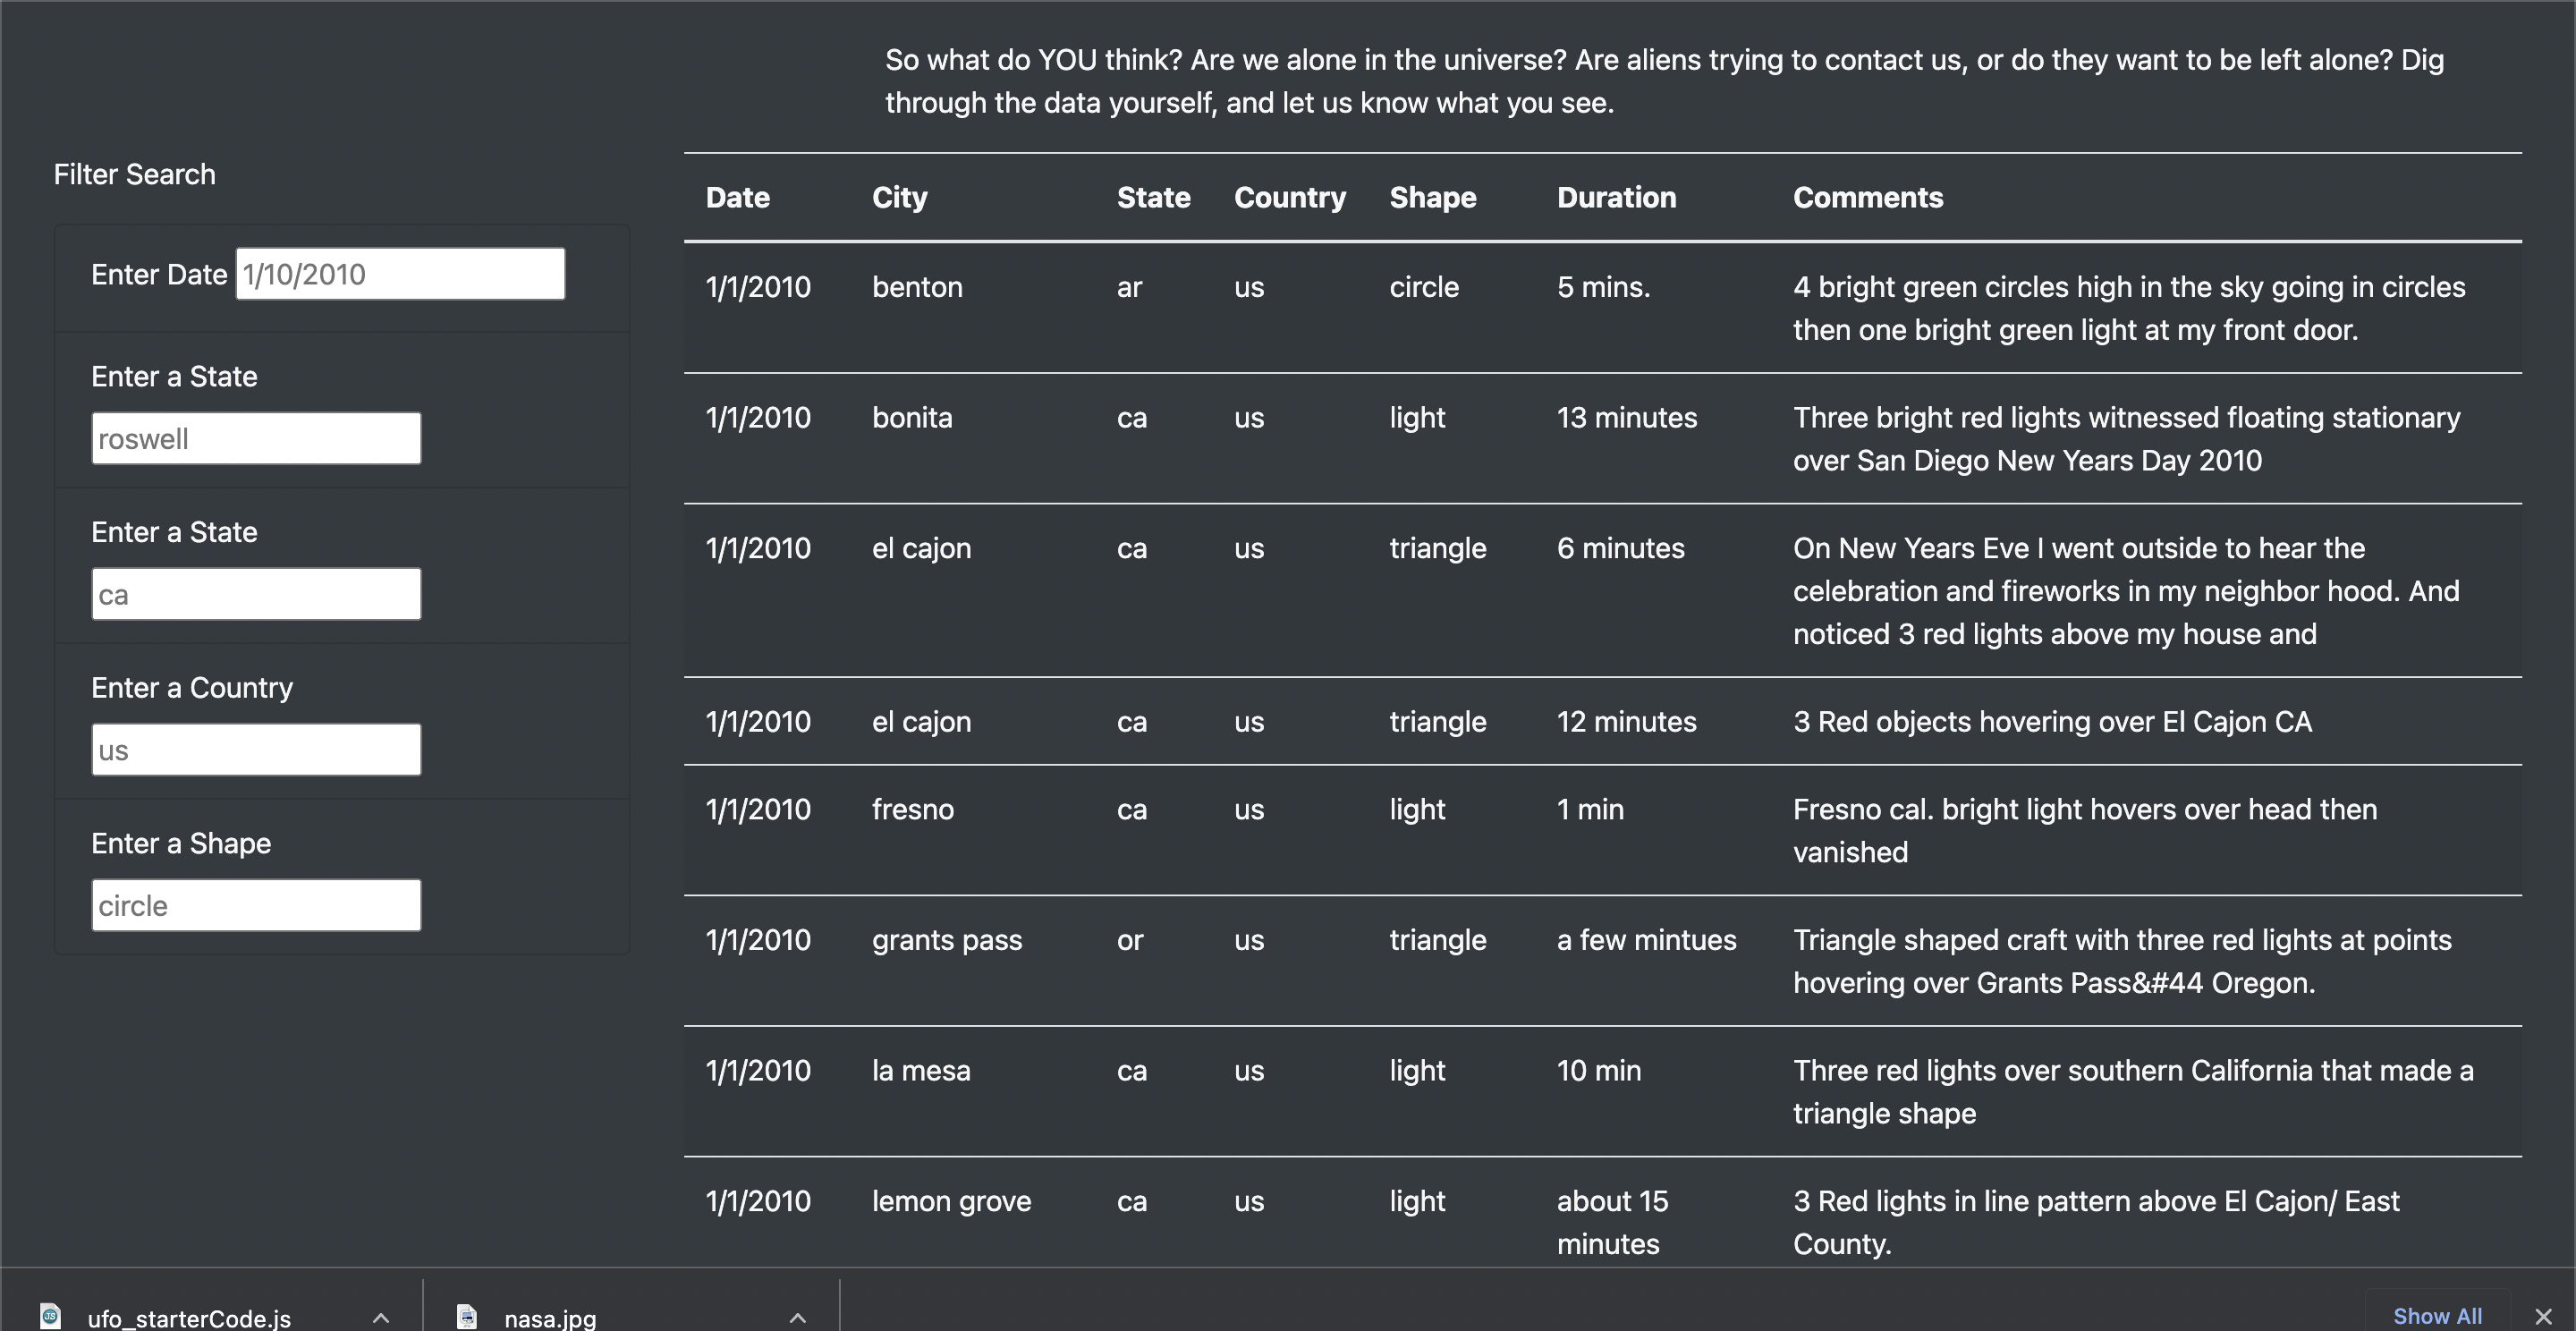 So what do YOU think? Are we alone in the universe? Are aliens trying to contact us, or do they want to be left alone? Dig
through the data yourself, and let us know what you see.
Filter Search
Enter Date 1/10/2010
Enter a State
roswell
Enter a State
ca
Enter a Country
us
Enter a Shape
circle
Date City State Country Shape Duration Comments
1/1/2010 benton ar us circle 5 mins. 4 bright green circles high in the sky going in circles
then one bright green light at my front door.
1/1/2010 bonita ca us light 13 minutes Three bright red lights witnessed floating stationary
over San Diego New Years Day 2010
1/1/2010 el cajon ca us triangle 6 minutes On New Years Eve I went outside to hear the
celebration and fireworks in my neighbor hood. And
noticed 3 red lights above my house and
1/1/2010 el cajon ca us triangle 12 minutes 3 Red objects hovering over El Cajon CA
1/1/2010 fresno ca us light 1 min Fresno cal. bright light hovers over head then
vanished
1/1/2010 grants pass or us triangle a few mintues Triangle shaped craft with three red lights at points
hovering over Grants Pass&#44 Oregon.
1/1/2010 la mesa ca us light 10 min Three red lights over southern California that made a
triangle shape
1/1/2010 lemon grove ca us light about 15 3 Red lights in line pattern above El Cajon/ East
minutes County.
ufo_starterCode.js nasa.jpg Show All